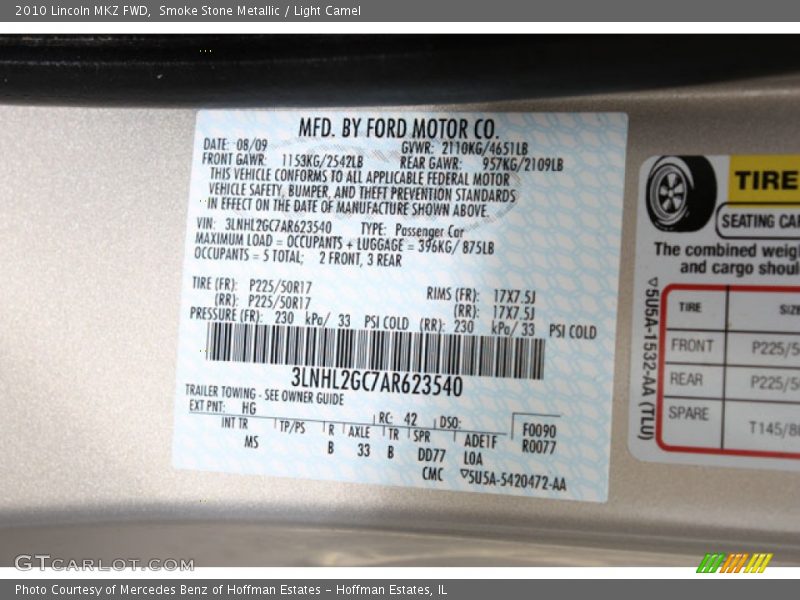 2010 Lincoln MKZ FWD, Smoke Stone Metallic / Light Camel
MFD. BY FORD MOTOR CO.
DATE: 08/09 GVWR: 2110KG/4651LB
FRONT GAWR: 1153KG/2542LB REAR GAWR: 957KG/2109LB
THIS VEHICLE CONFORMS TO ALL APPLICABLE FEDERAL MOTOR
VEHICLE SAFETY, BUMPER, AND THEFT PREVENTION STANDARDS
IN EFFECT ON THE DATE OF MANUFACTURE SHOWN ABOVE.
VIN: 3LNHL2GC7AR623540 TYPE: Passenger Car
MAXIMUM LOAD = OCCUPANTS + LUGGAGE = 396KG/ 875LB
OCCUPANTS = 5 TOTAL; 2 FRONT, 3 REAR
TIRE (FR): P225/50R17 RIMS (FR): 17X7.5J
(RR): P225/50R17 (RR): 17X7.5J
PRESSURE (FR): 230 kPa/ 33 PSI COLD (RR): 230 kPa/ 33 PSI COLD
3LNHL2GC7AR623540
TRAILER TOWING - SEE OWNER GUIDE
EXT PNT: HG RC: 42 DSO: F0090
INT TR TP/PS R AXLE TR SPR ADETF R0077
MS B 33 B DD77 LOA
CMC ▽5U5A-5420472-AA
TIRE
SEATING CA
The combined weig
and cargo shoul
▽5U5A-1532-AA (TLU)
TIRE SIZE
FRONT P225/5
REAR P225/5
SPARE T145/8
GTCARLOT.COM
Photo Courtesy of Mercedes Benz of Hoffman Estates - Hoffman Estates, IL